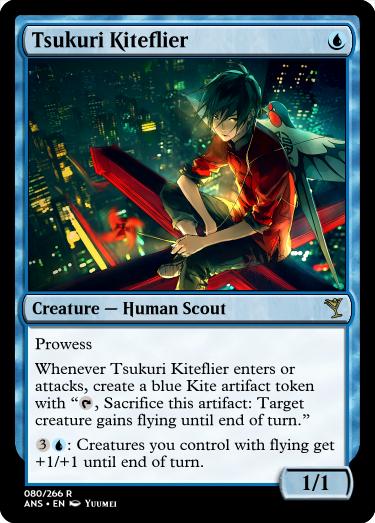 Tsukuri Kiteflier
Creature — Human Scout
Prowess
Whenever Tsukuri Kiteflier enters or
attacks, create a blue Kite artifact token
with “, Sacrifice this artifact: Target
creature gains flying until end of turn.”
3: Creatures you control with flying get
+1/+1 until end of turn.
1/1
080/266 R
ANS • EN Yuumei